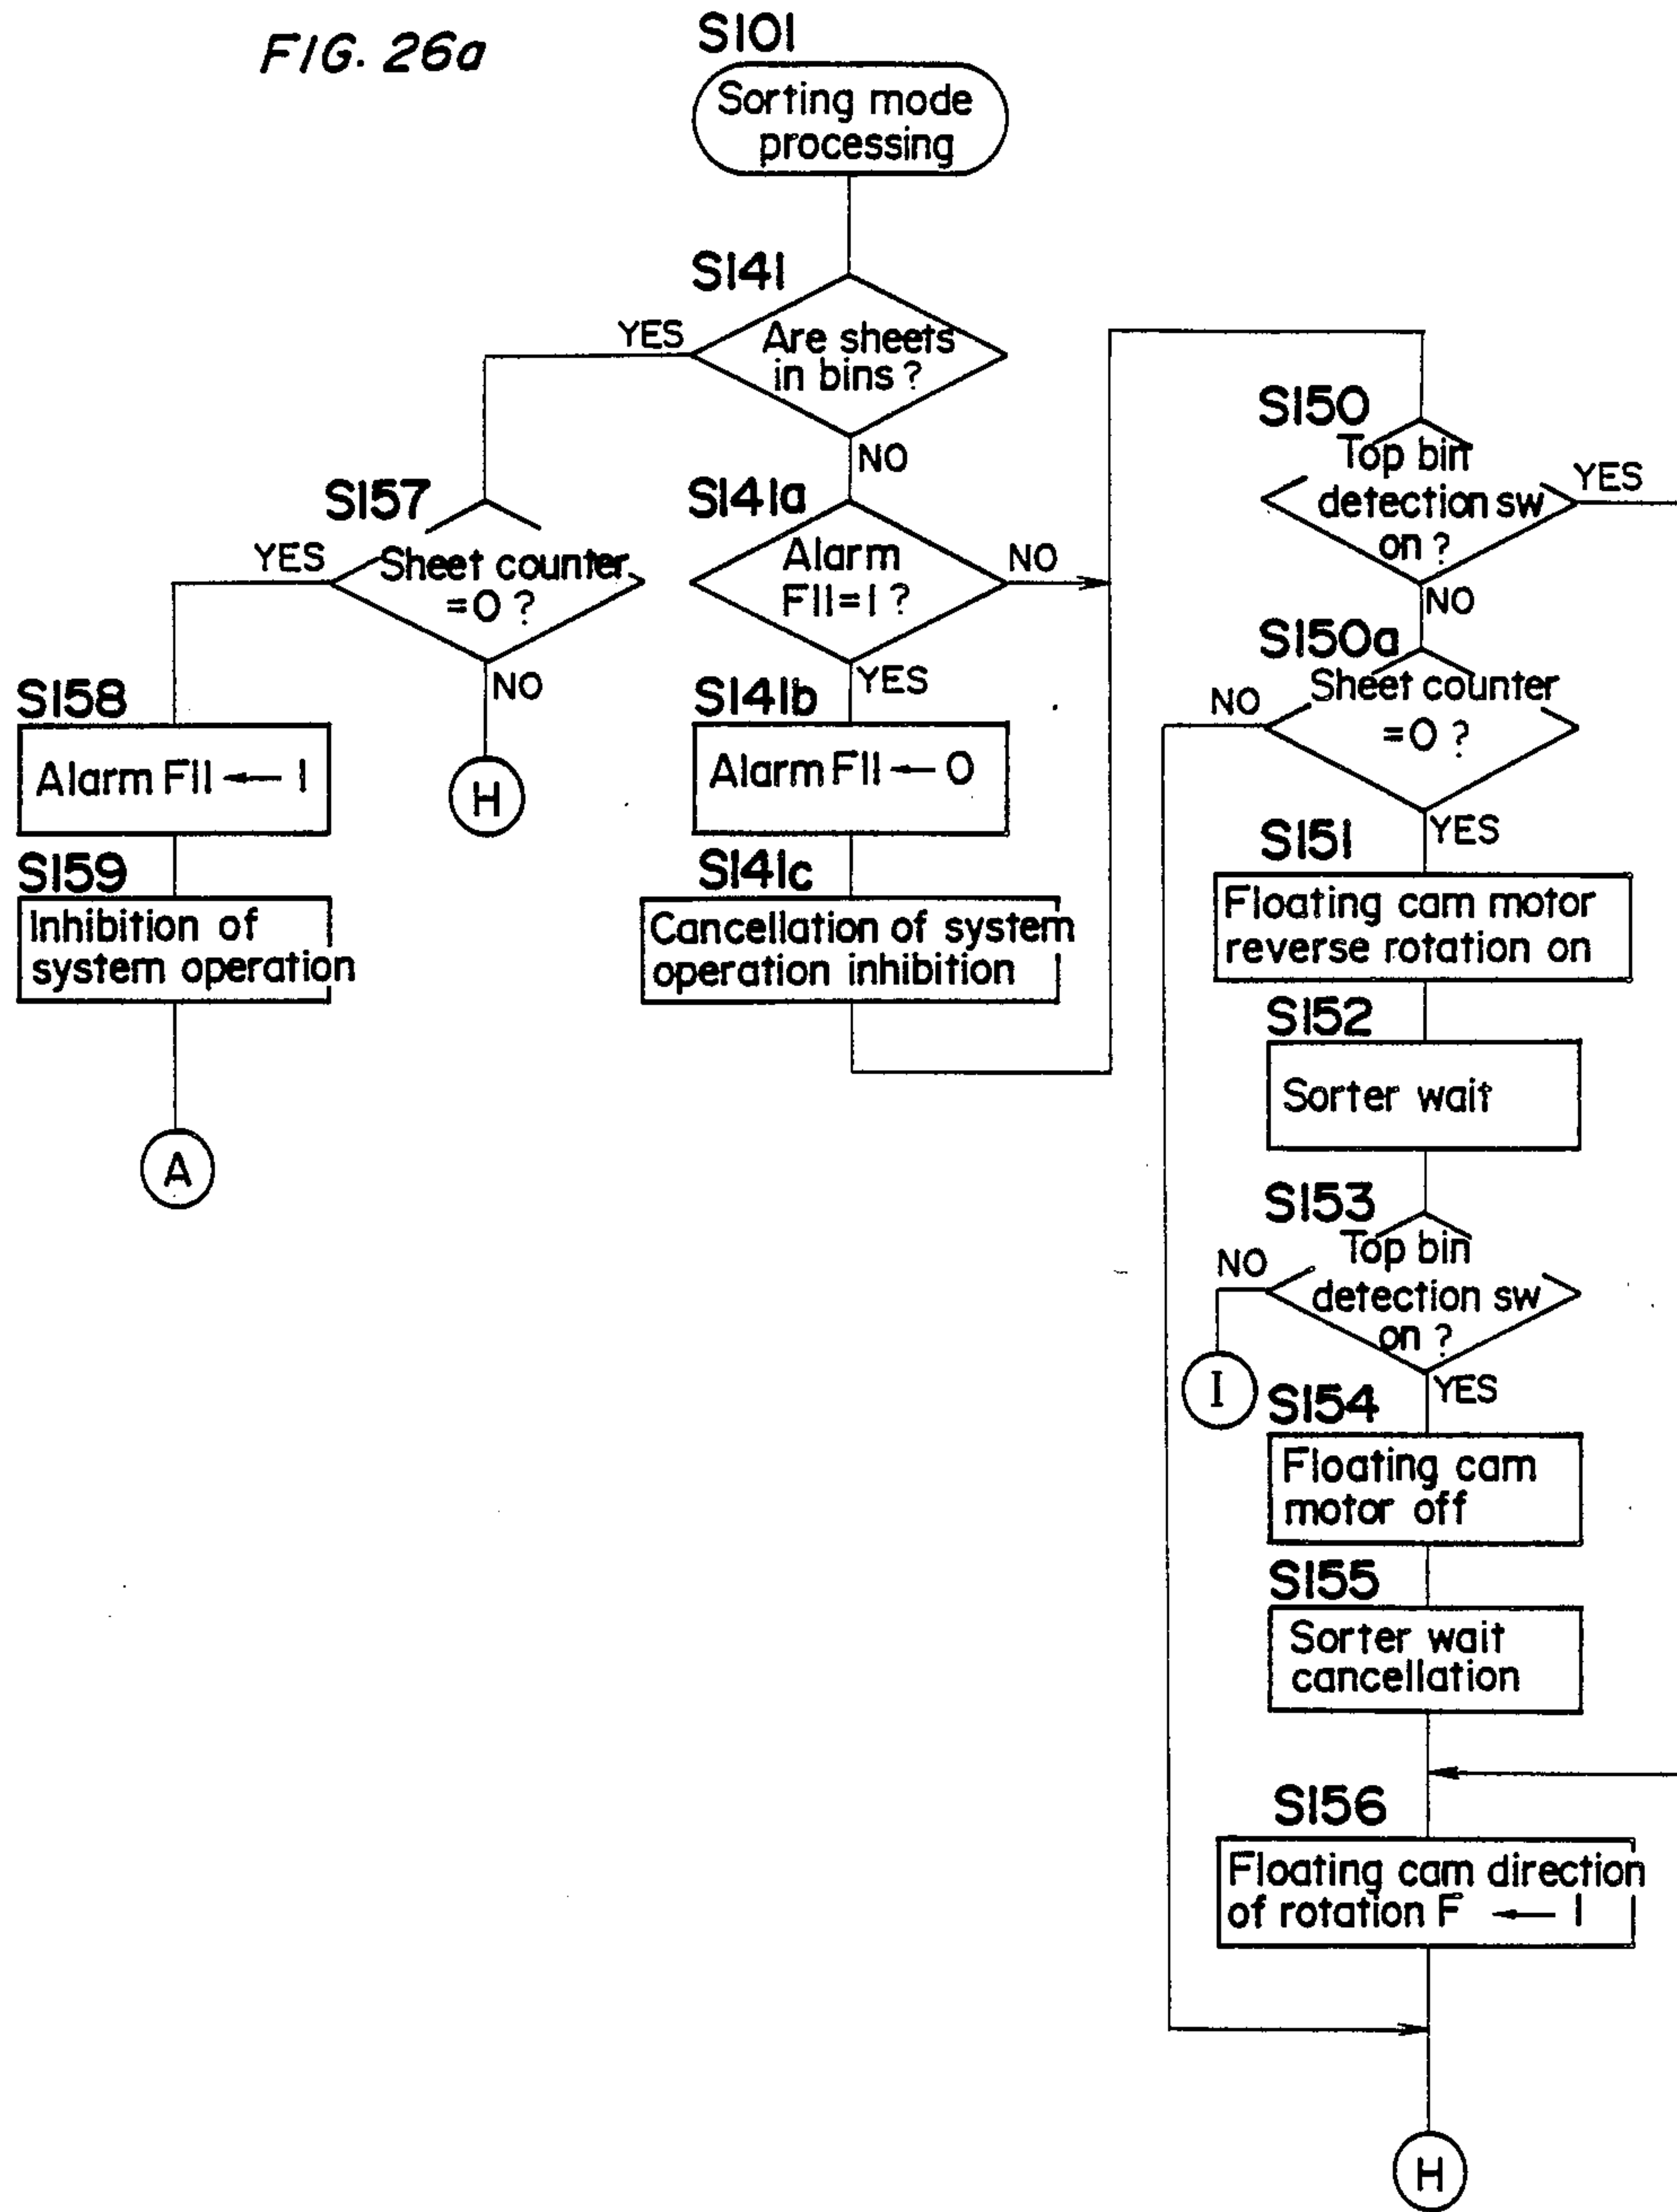 FIG. 26a
S101
Sorting mode
processing
S141
Are sheets
in bins ?
YES
NO
S157
Sheet counter
=0 ?
YES
NO
H
S158
Alarm F11 ← 1
S159
Inhibition of
system operation
A
S141a
Alarm
F11=1 ?
NO
YES
S141b
Alarm F11 ← 0
S141c
Cancellation of system
operation inhibition
S150
Top bin
detection sw
on ?
YES
NO
S150a
Sheet counter
=0 ?
NO
YES
S151
Floating cam motor
reverse rotation on
S152
Sorter wait
S153
Top bin
detection sw
on ?
NO
I
YES
S154
Floating cam
motor off
S155
Sorter wait
cancellation
S156
Floating cam direction
of rotation F ← 1
H